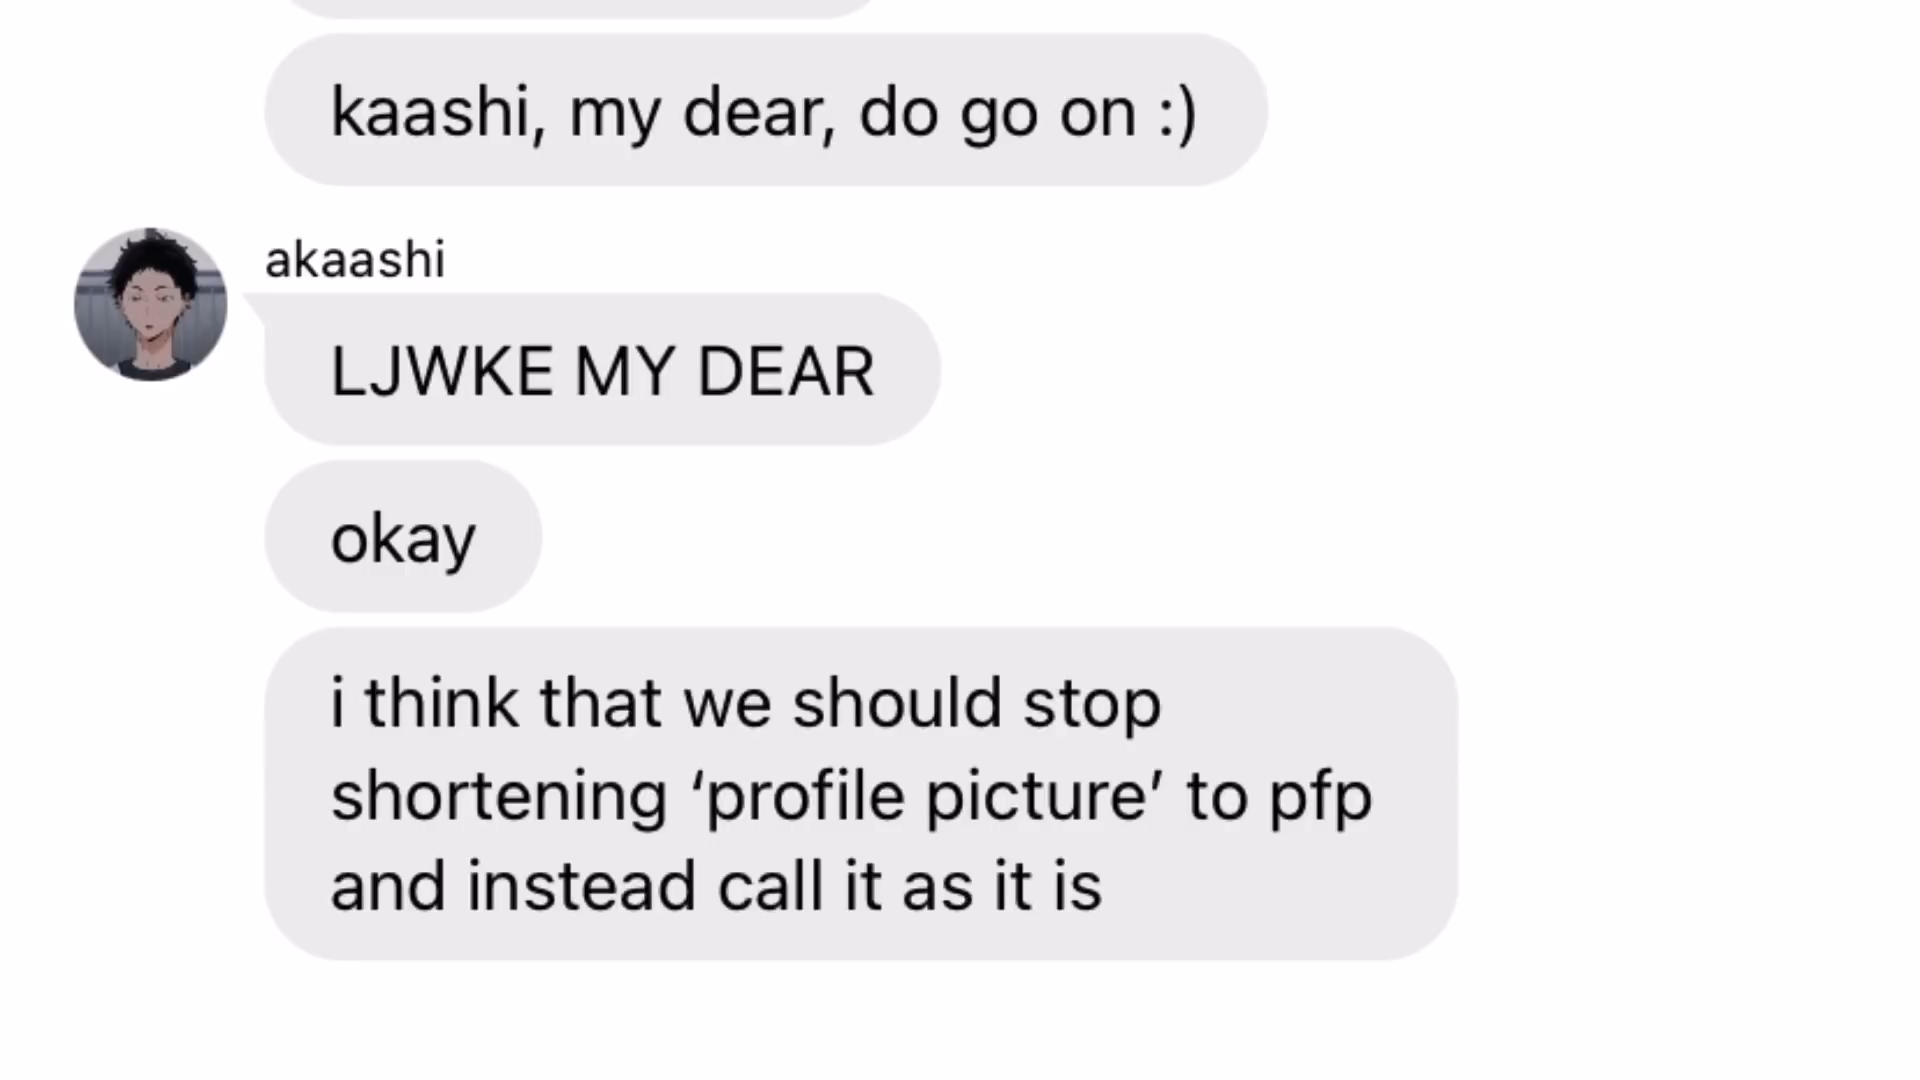 kaashi, my dear, do go on :)
akaashi
LJWKE MY DEAR
okay
i think that we should stop
shortening ‘profile picture’ to pfp
and instead call it as it is